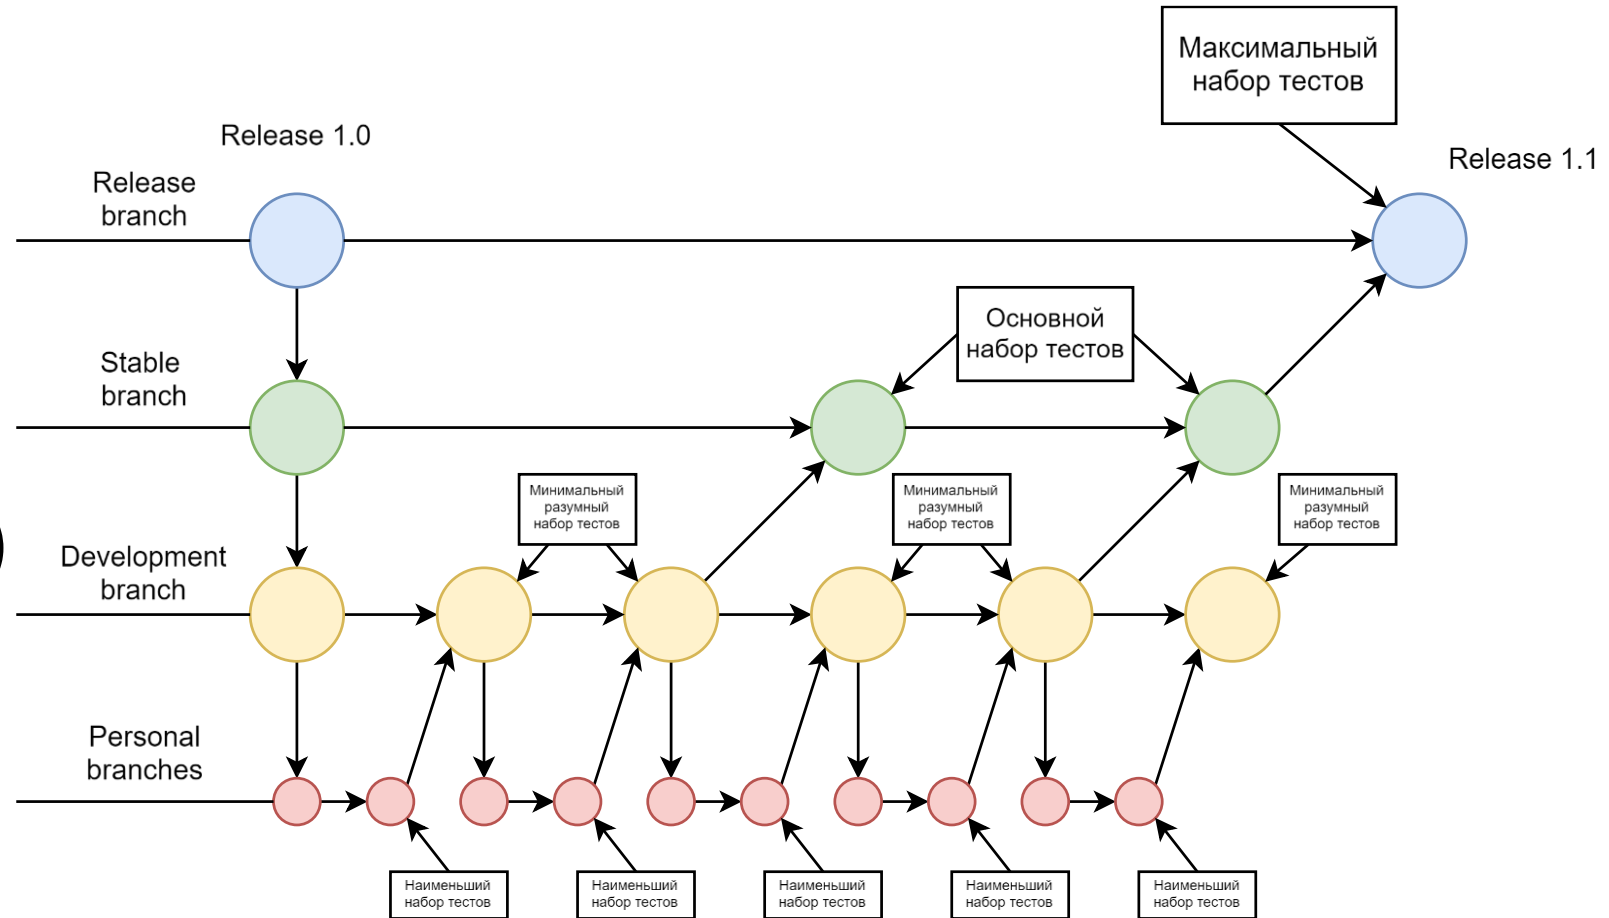 Максимальный
набор тестов
Release 1.0
Release 1.1
Release
branch
Основной
набор тестов
Stable
branch
Минимальный
разумный
набор тестов
Минимальный
разумный
набор тестов
Минимальный
разумный
набор тестов
Development
branch
Personal
branches
Наименьший
набор тестов
Наименьший
набор тестов
Наименьший
набор тестов
Наименьший
набор тестов
Наименьший
набор тестов